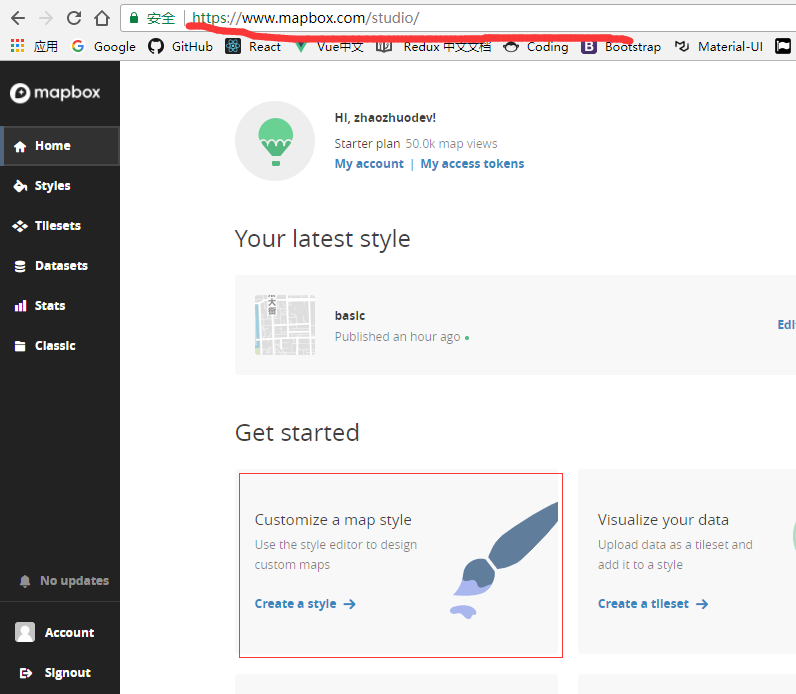 安全 https://www.mapbox.com/studio/
应用 Google GitHub React Vue中文 Redux 中文文档 Coding Bootstrap Material-UI
mapbox
Home
Styles
Tilesets
Datasets
Stats
Classic
No updates
Account
Signout
Hi, zhaozhuodev!
Starter plan 50.0k map views
My account | My access tokens
Your latest style
大街
basic
Published an hour ago
Edi
Get started
Customize a map style
Use the style editor to design
custom maps
Create a style →
Visualize your data
Upload data as a tileset and
add it to a style
Create a tileset →